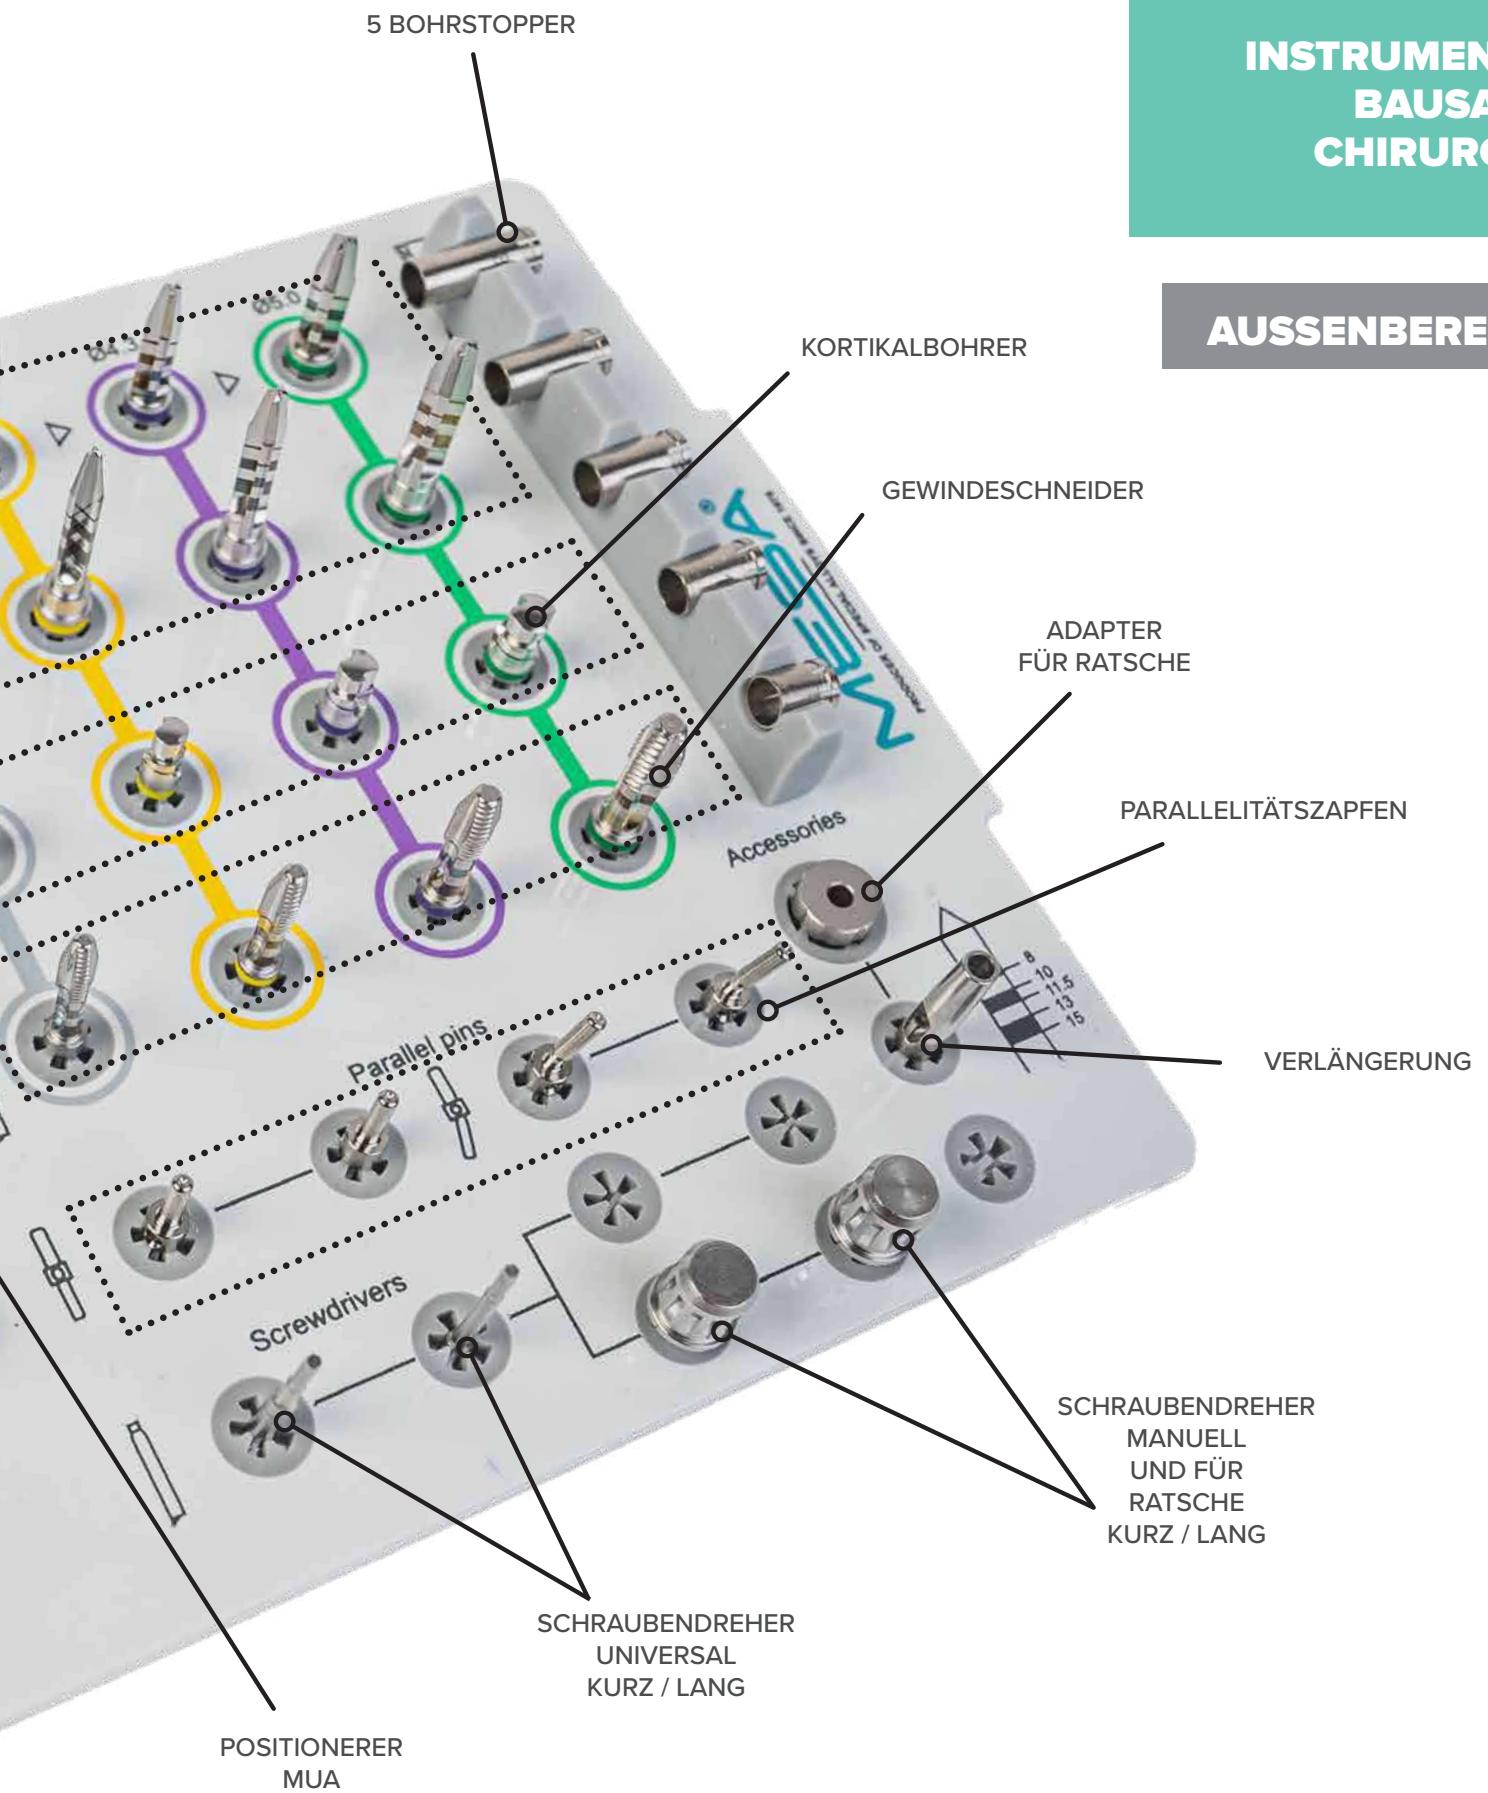 5 BOHRSTOPPER
INSTRUMEN
BAUSA
CHIRURG
AUSSENBERE
KORTIKALBOHRER
GEWINDESCHNEIDER
ADAPTER
FÜR RATSCHE
PARALLELITÄTSZAPFEN
VERLÄNGERUNG
SCHRAUBENDREHER
MANUELL
UND FÜR
RATSCHE
KURZ / LANG
SCHRAUBENDREHER
UNIVERSAL
KURZ / LANG
POSITIONERER
MUA
Ø4.3
Ø5.0
MESA
®
Accessories
8
10
11.5
13
15
Parallel pins
Screwdrivers